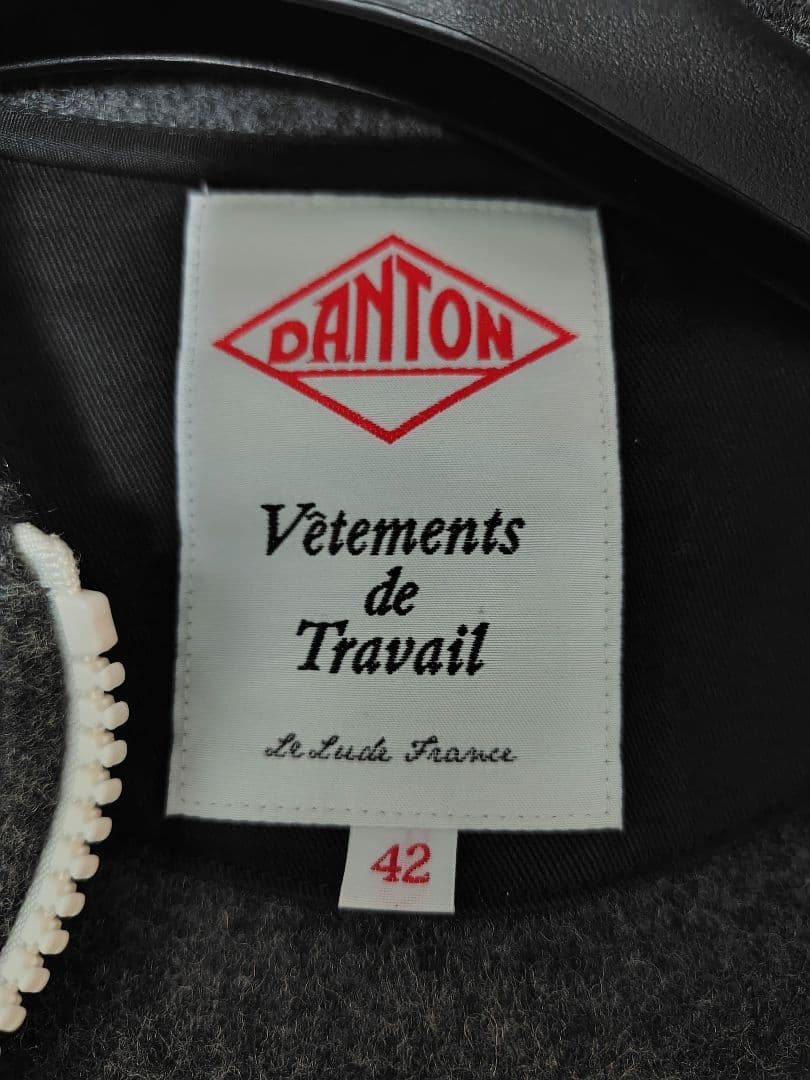 DANTON
Vêtements
de
Travail
Le Lude France
42